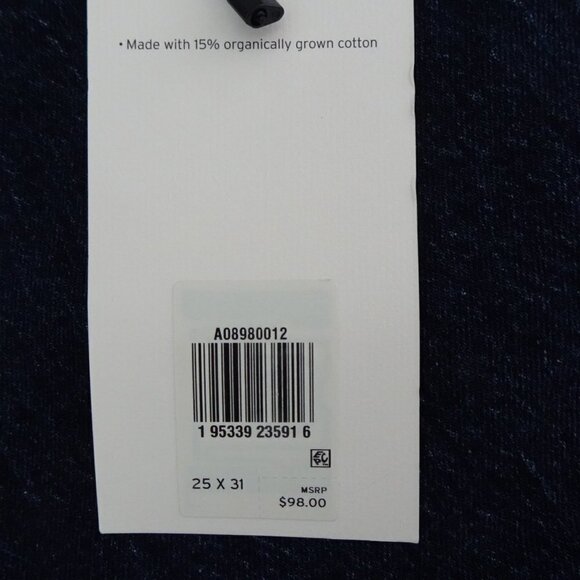 • Made with 15% organically grown cotton
A08980012
1 95339 23591 6
25 X 31
MSRP
$98.00